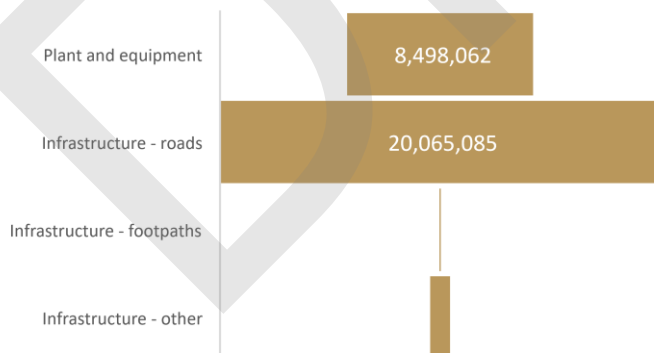 Plant and equipment 8,498,062
Infrastructure - roads 20,065,085
Infrastructure - footpaths
Infrastructure - other